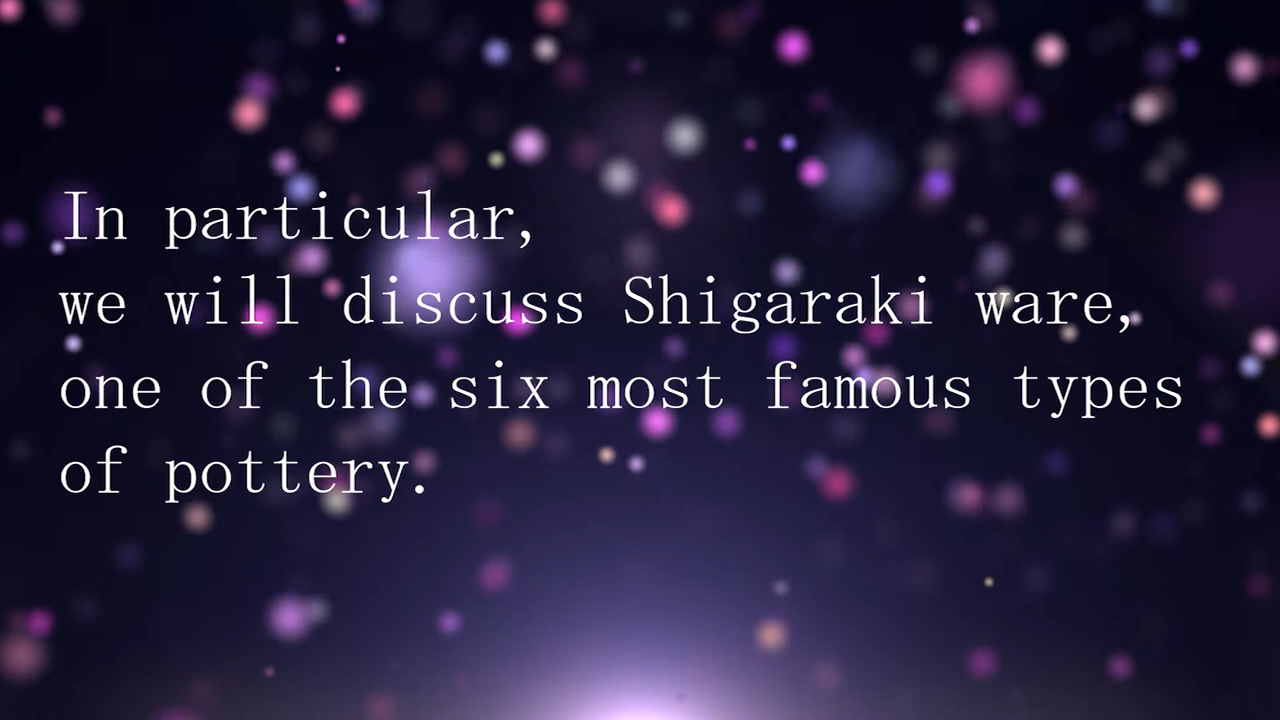 In particular,
we will discuss Shigaraki ware,
one of the six most famous types
of pottery.